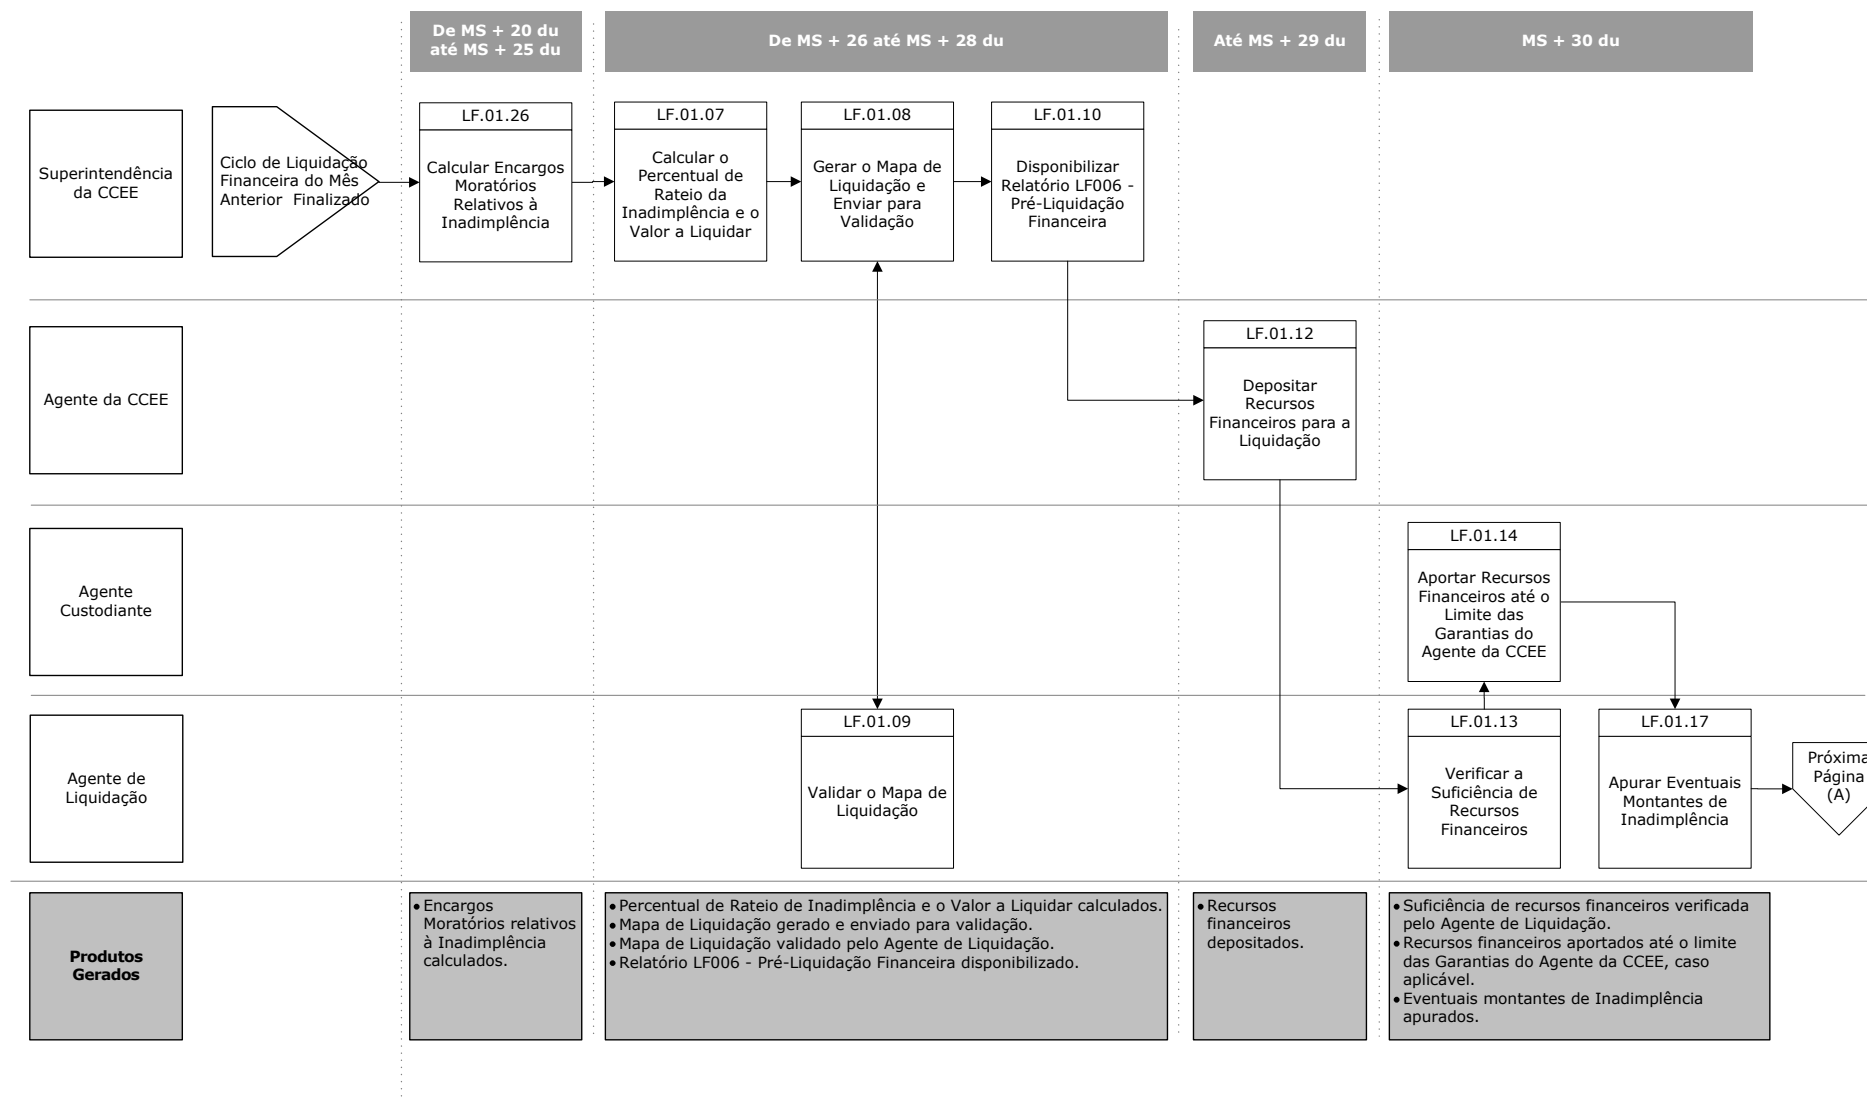 De MS + 20 du
até MS + 25 du
De MS + 26 até MS + 28 du
Até MS + 29 du
MS + 30 du
Superintendência
da CCEE
Ciclo de Liquidação
Financeira do Mês
Anterior Finalizado
LF.01.26
Calcular Encargos
Moratórios
Relativos à
Inadimplência
LF.01.07
Calcular o
Percentual de
Rateio da
Inadimplência e o
Valor a Liquidar
LF.01.08
Gerar o Mapa de
Liquidação e
Enviar para
Validação
LF.01.10
Disponibilizar
Relatório LF006 -
Pré-Liquidação
Financeira
Agente da CCEE
LF.01.12
Depositar
Recursos
Financeiros para a
Liquidação
Agente
Custodiante
LF.01.14
Aportar Recursos
Financeiros até o
Limite das
Garantias do
Agente da CCEE
Agente de
Liquidação
LF.01.09
Validar o Mapa de
Liquidação
LF.01.13
Verificar a
Suficiência de
Recursos
Financeiros
LF.01.17
Apurar Eventuais
Montantes de
Inadimplência
Próxima
Página
(A)
Produtos
Gerados
• Encargos
Moratórios relativos
à Inadimplência
calculados.
• Percentual de Rateio de Inadimplência e o Valor a Liquidar calculados.
• Mapa de Liquidação gerado e enviado para validação.
• Mapa de Liquidação validado pelo Agente de Liquidação.
• Relatório LF006 - Pré-Liquidação Financeira disponibilizado.
• Recursos
financeiros
depositados.
• Suficiência de recursos financeiros verificada
pelo Agente de Liquidação.
• Recursos financeiros aportados até o limite
das Garantias do Agente da CCEE, caso
aplicável.
• Eventuais montantes de Inadimplência
apurados.